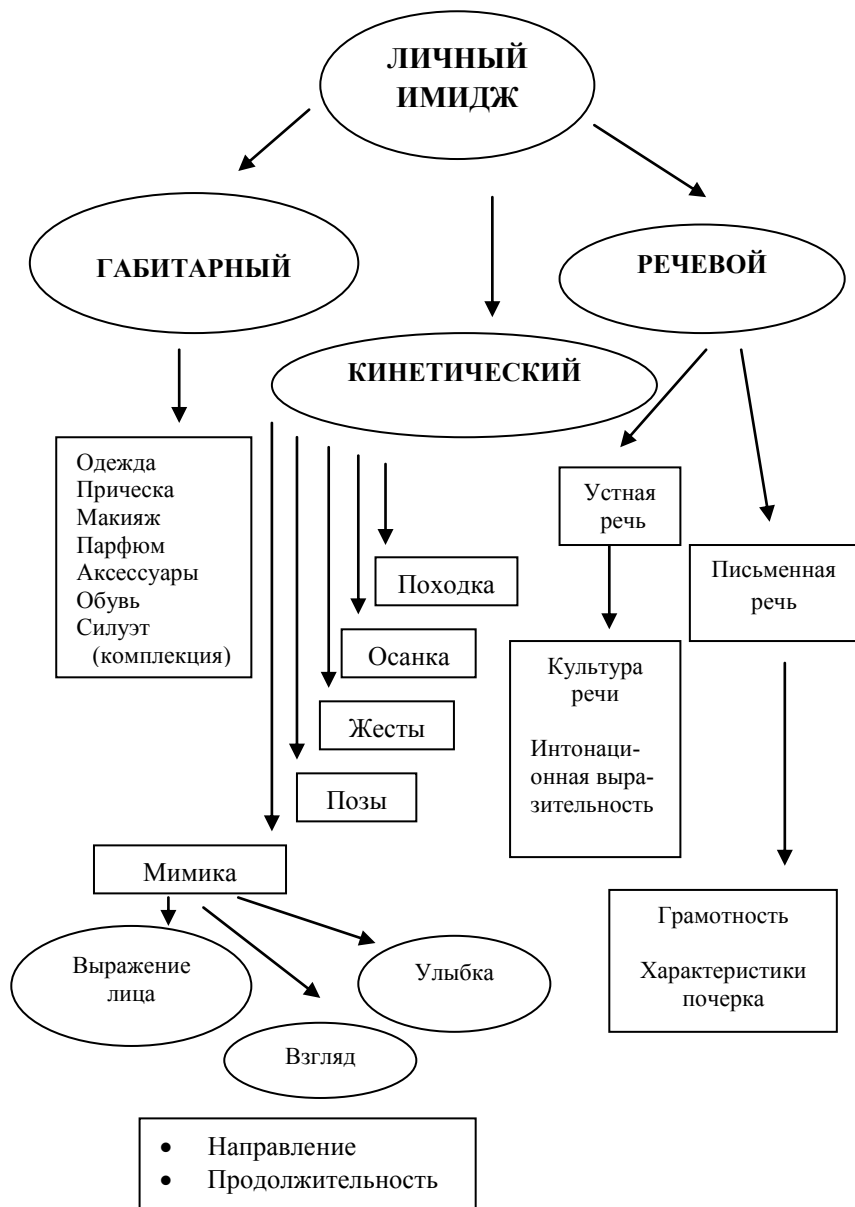 ЛИЧНЫЙ
ИМИДЖ
ГАБИТАРНЫЙ
РЕЧЕВОЙ
КИНЕТИЧЕСКИЙ
Одежда
Прическа
Макияж
Парфюм
Аксессуары
Обувь
Силуэт
(комплекция)
Устная
речь
Письменная
речь
Походка
Осанка
Жесты
Позы
Мимика
Культура
речи
Интонаци-
онная выра-
зительность
Грамотность
Характеристики
почерка
Выражение
лица
Улыбка
Взгляд
• Направление
• Продолжительность